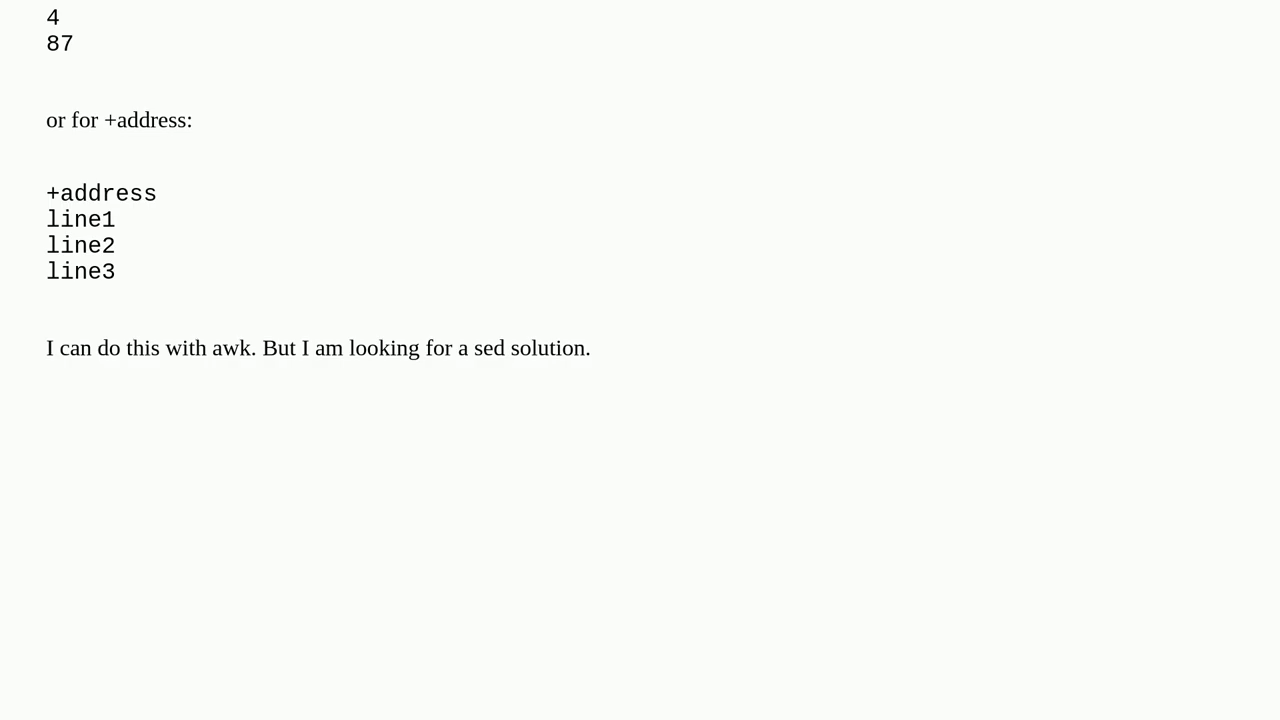 4
87
or for +address:
+address
line1
line2
line3
I can do this with awk. But I am looking for a sed solution.